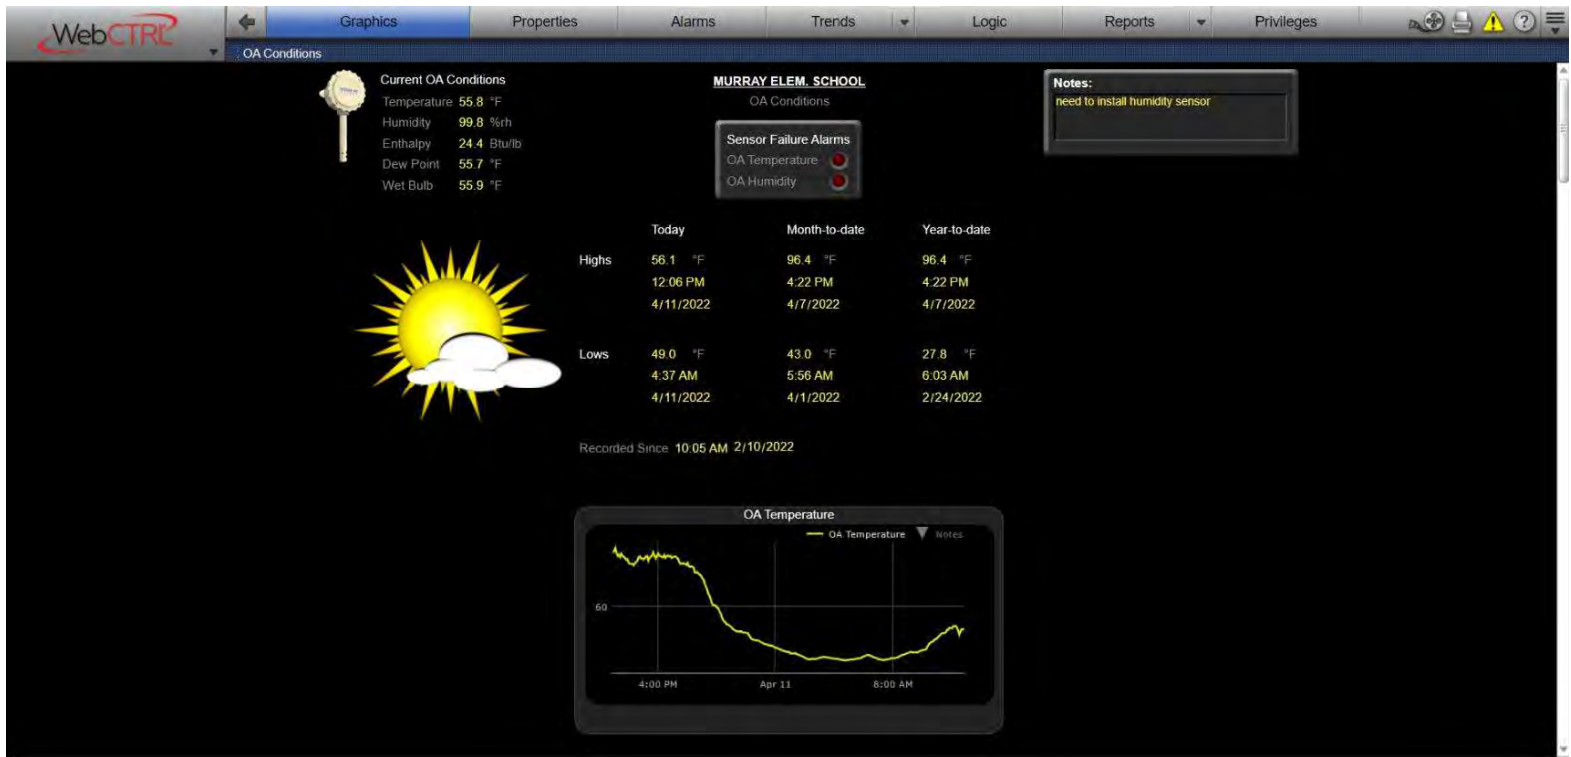 WebCTRL
Graphics Properties Alarms Trends Logic Reports Privileges
OA Conditions
Current OA Conditions
Temperature 55.8 °F
Humidity 99.8 %rh
Enthalpy 24.4 Btu/lb
Dew Point 55.7 °F
Wet Bulb 55.9 °F
MURRAY ELEM. SCHOOL
OA Conditions
Sensor Failure Alarms
OA Temperature
OA Humidity
Notes:
need to install humidity sensor
Today Month-to-date Year-to-date
Highs 56.1 °F 96.4 °F 96.4 °F
12:06 PM 4:22 PM 4:22 PM
4/11/2022 4/7/2022 4/7/2022
Lows 49.0 °F 43.0 °F 27.8 °F
4:37 AM 5:56 AM 6:03 AM
4/11/2022 4/1/2022 2/24/2022
Recorded Since 10:05 AM 2/10/2022
OA Temperature
OA Temperature Notes
60
4:00 PM Apr 11 8:00 AM